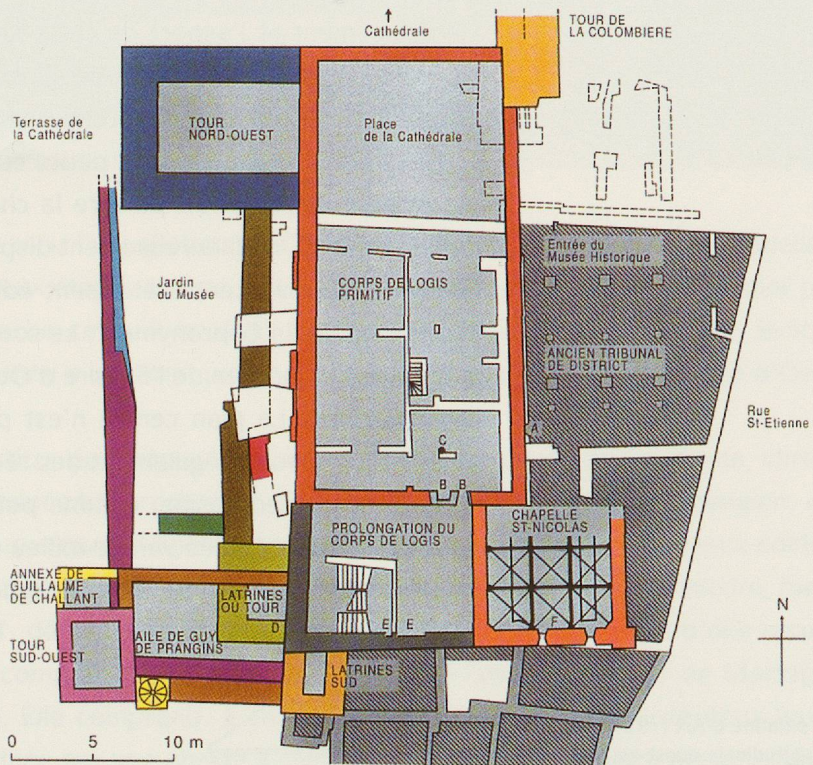 Cathédrale
TOUR DE
LA COLOMBIERE
Terrasse de
la Cathédrale
TOUR
NORD-OUEST
Place
de la Cathédrale
Jardin
du Musée
CORPS DE LOGIS
PRIMITIF
Entrée du
Musée Historique
ANCIEN TRIBUNAL
DE DISTRICT
Rue
St-Etienne
A
C
B B
PROLONGATION DU
CORPS DE LOGIS
CHAPELLE
ST-NICOLAS
ANNEXE DE
GUILLAUME
DE CHALLANT
LATRINES
OU TOUR
D
E E
F
TOUR
SUD-OUEST
AILE DE GUY
DE PRANGINS
LATRINES
SUD
N
0 5 10 m